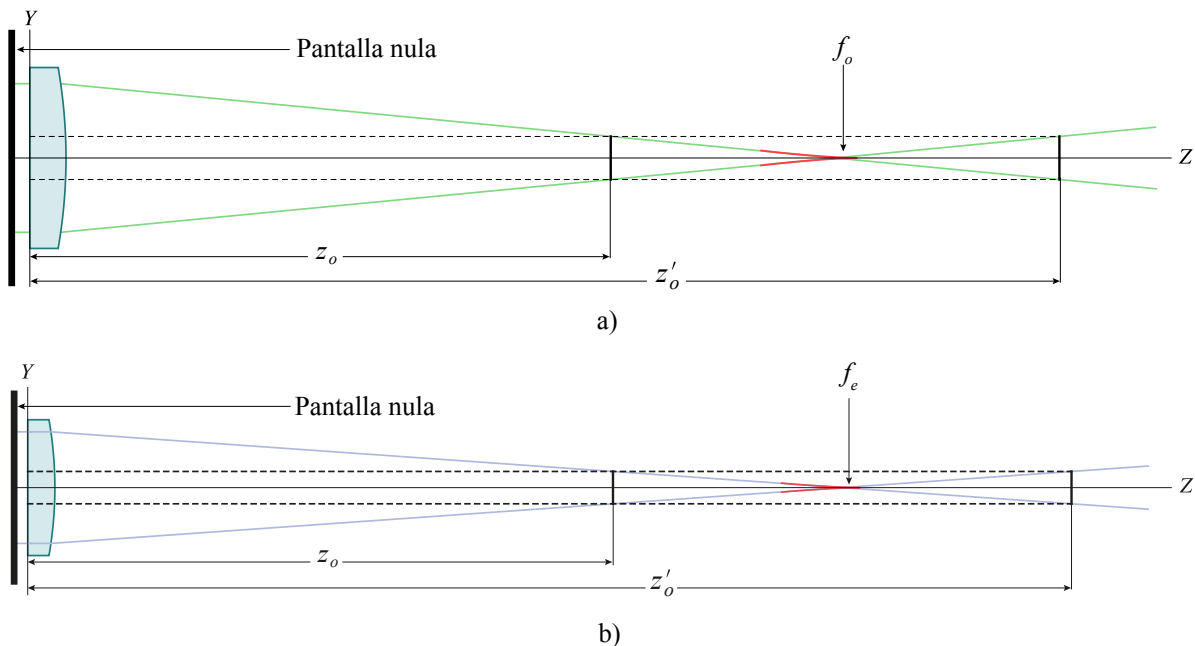 Y
Pantalla nula
f_o
Z
z_o
z'_o
a)
Y
Pantalla nula
f_e
Z
z_o
z'_o
b)